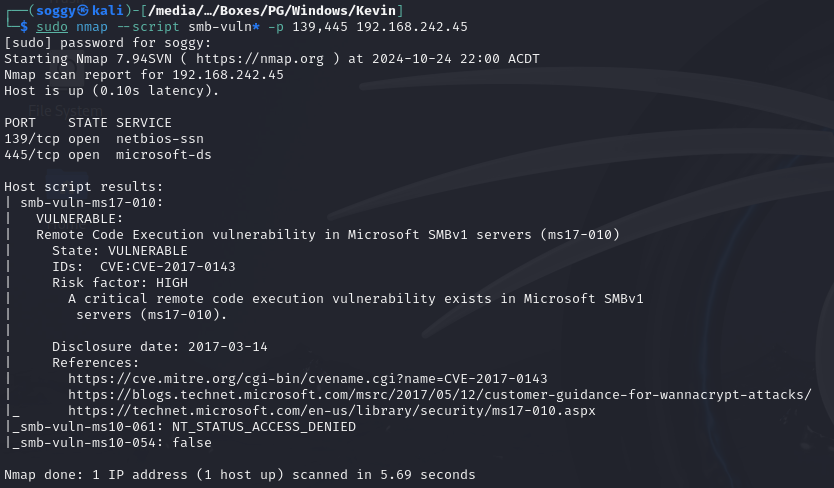 ┌──(soggy㉿kali)-[/media/…/Boxes/PG/Windows/Kevin]
└─$ sudo nmap --script smb-vuln* -p 139,445 192.168.242.45
[sudo] password for soggy:
Starting Nmap 7.94SVN ( https://nmap.org ) at 2024-10-24 22:00 ACDT
Nmap scan report for 192.168.242.45
Host is up (0.10s latency).
File System
PORT    STATE SERVICE
139/tcp open  netbios-ssn
445/tcp open  microsoft-ds
Host script results:
| smb-vuln-ms17-010:
|   VULNERABLE:
|   Remote Code Execution vulnerability in Microsoft SMBv1 servers (ms17-010)
|     State: VULNERABLE
|     IDs:  CVE:CVE-2017-0143
|     Risk factor: HIGH
|       A critical remote code execution vulnerability exists in Microsoft SMBv1
|        servers (ms17-010).
|
|     Disclosure date: 2017-03-14
|     References:
|       https://cve.mitre.org/cgi-bin/cvename.cgi?name=CVE-2017-0143
|       https://blogs.technet.microsoft.com/msrc/2017/05/12/customer-guidance-for-wannacrypt-attacks/
|_      https://technet.microsoft.com/en-us/library/security/ms17-010.aspx
|_smb-vuln-ms10-061: NT_STATUS_ACCESS_DENIED
|_smb-vuln-ms10-054: false
Nmap done: 1 IP address (1 host up) scanned in 5.69 seconds